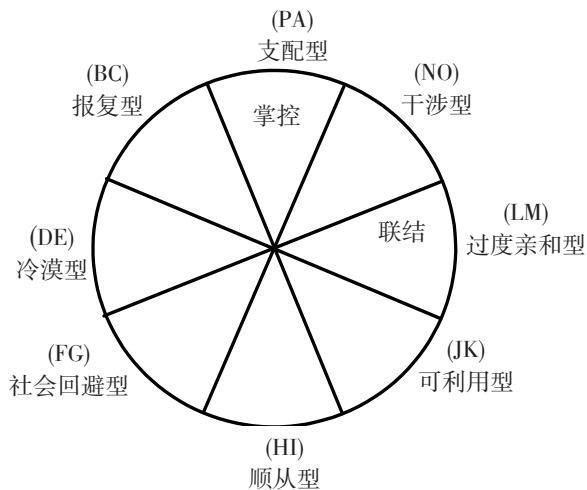 (PA)
支配型
(BC)
报复型
(NO)
干涉型
掌控
(DE)
冷漠型
联结
(LM)
过度亲和型
(FG)
社会回避型
(JK)
可利用型
(HI)
顺从型